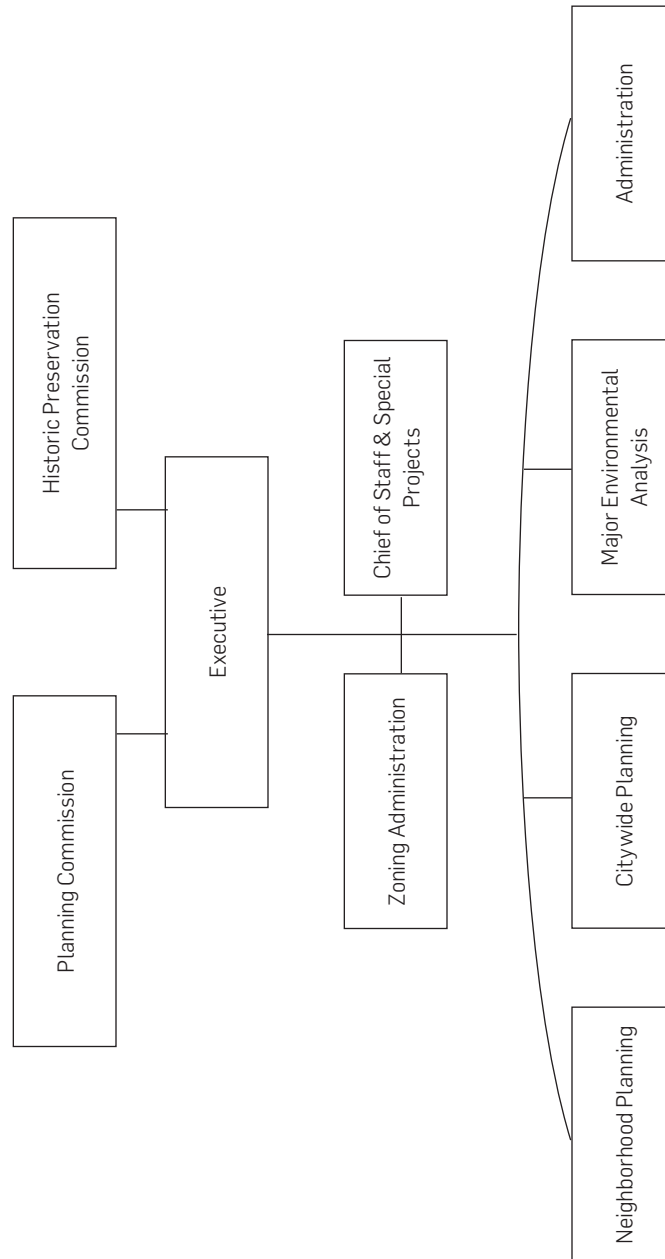 Planning Commission
Historic Preservation
Commission
Executive
Zoning Administration
Chief of Staff & Special
Projects
Neighborhood Planning
Citywide Planning
Major Environmental
Analysis
Administration